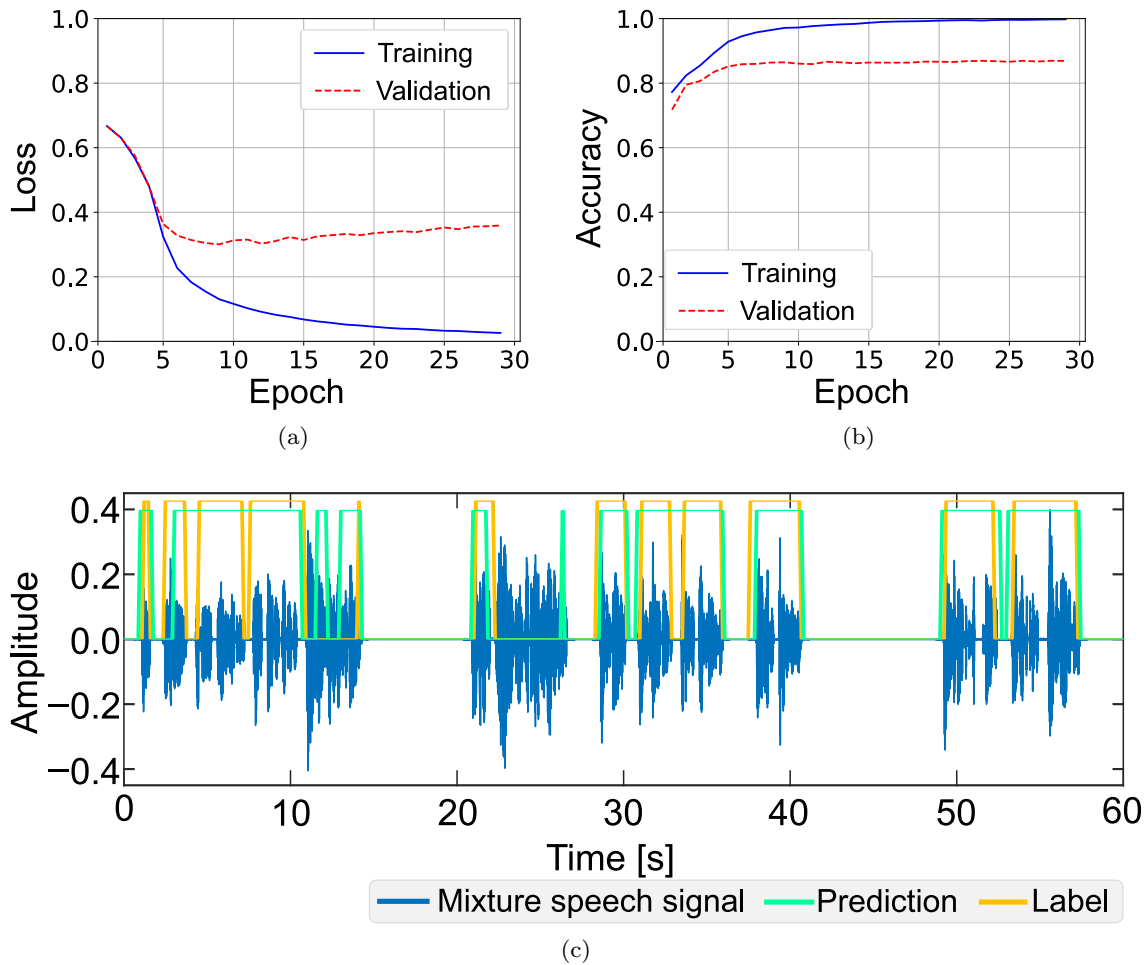 1.0
0.8
0.6
0.4
0.2
0.0
Loss
Training
Validation
0 5 10 15 20 25 30
Epoch
(a)
1.0
0.8
0.6
0.4
0.2
0.0
Accuracy
Training
Validation
0 5 10 15 20 25 30
Epoch
(b)
0.4
0.2
0.0
−0.2
−0.4
Amplitude
0 10 20 30 40 50 60
Time [s]
Mixture speech signal Prediction Label
(c)